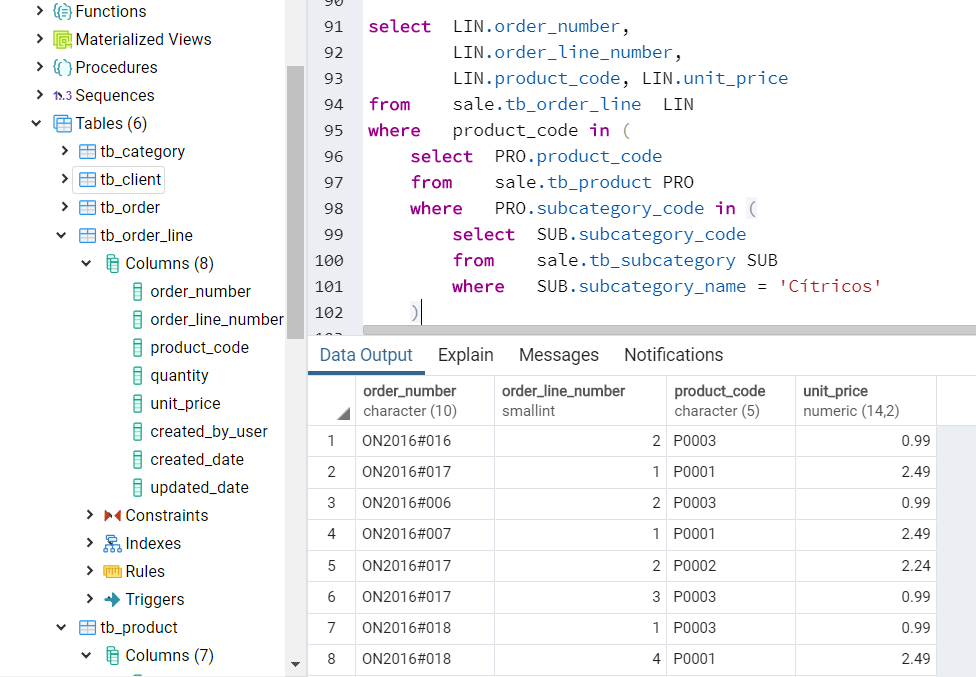 Functions
Materialized Views
Procedures
1..3 Sequences
Tables (6)
tb_category
tb_client
tb_order
tb_order_line
Columns (8)
order_number
order_line_number
product_code
quantity
unit_price
created_by_user
created_date
updated_date
Constraints
Indexes
Rules
Triggers
tb_product
Columns (7)
90
91 select LIN.order_number,
92 LIN.order_line_number,
93 LIN.product_code, LIN.unit_price
94 from sale.tb_order_line LIN
95 where product_code in (
96 select PRO.product_code
97 from sale.tb_product PRO
98 where PRO.subcategory_code in (
99 select SUB.subcategory_code
100 from sale.tb_subcategory SUB
101 where SUB.subcategory_name = 'Cítricos'
102 )
103
Data Output Explain Messages Notifications
order_number order_line_number product_code unit_price
character (10) smallint character (5) numeric (14,2)
1 ON2016#016 2 P0003 0.99
2 ON2016#017 1 P0001 2.49
3 ON2016#006 2 P0003 0.99
4 ON2016#007 1 P0001 2.49
5 ON2016#017 2 P0002 2.24
6 ON2016#017 3 P0003 0.99
7 ON2016#018 1 P0003 0.99
8 ON2016#018 4 P0001 2.49